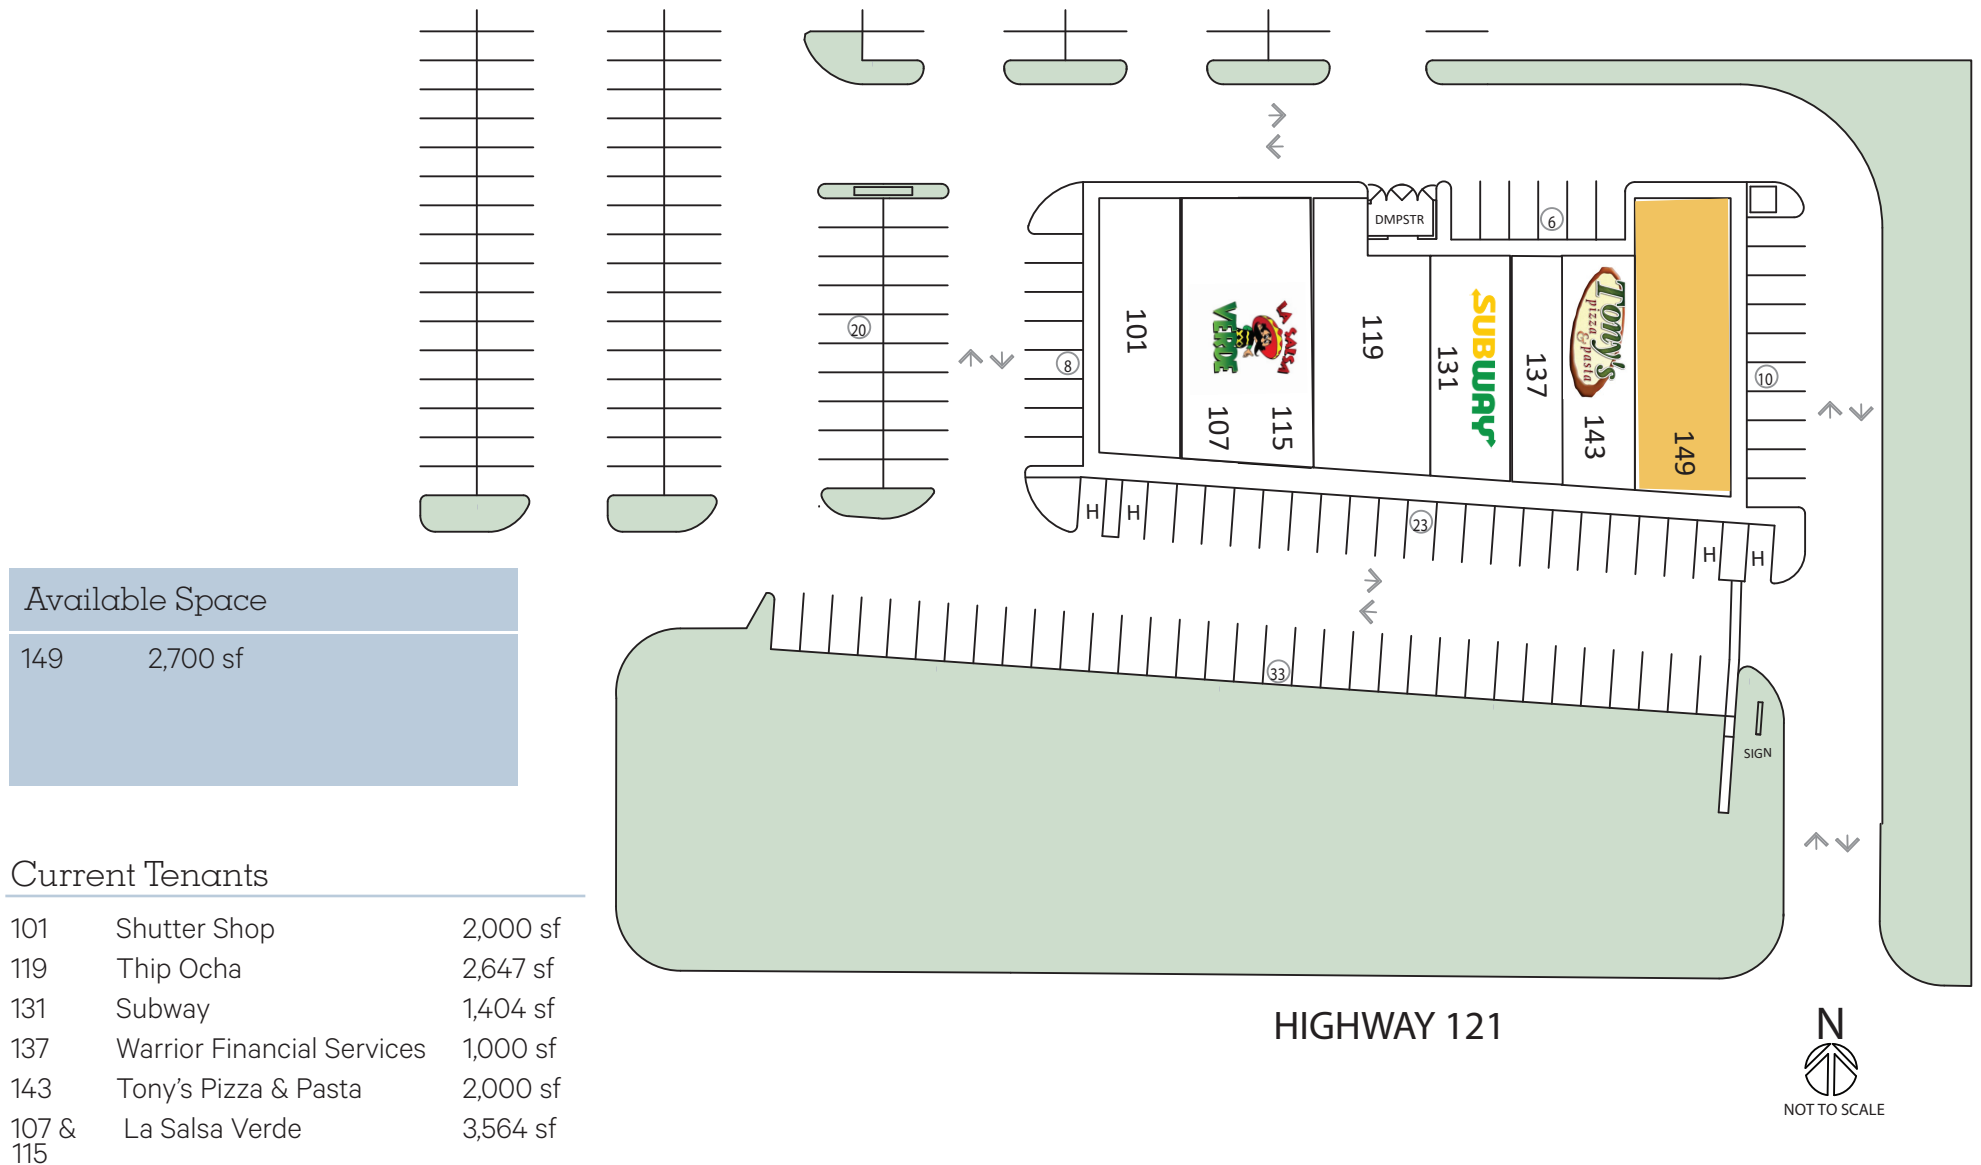 DMPSTR
6
20
8
10
101
VERDE
LA SALSA
107
115
119
131
SUBWAY
137
Tony's
pizza & pasta
143
149
H
H
23
H
H
33
SIGN
Available Space
149 2,700 sf
Current Tenants
101 Shutter Shop 2,000 sf
119 Thip Ocha 2,647 sf
131 Subway 1,404 sf
137 Warrior Financial Services 1,000 sf
143 Tony's Pizza & Pasta 2,000 sf
107 & La Salsa Verde 3,564 sf
115
HIGHWAY 121
N
NOT TO SCALE